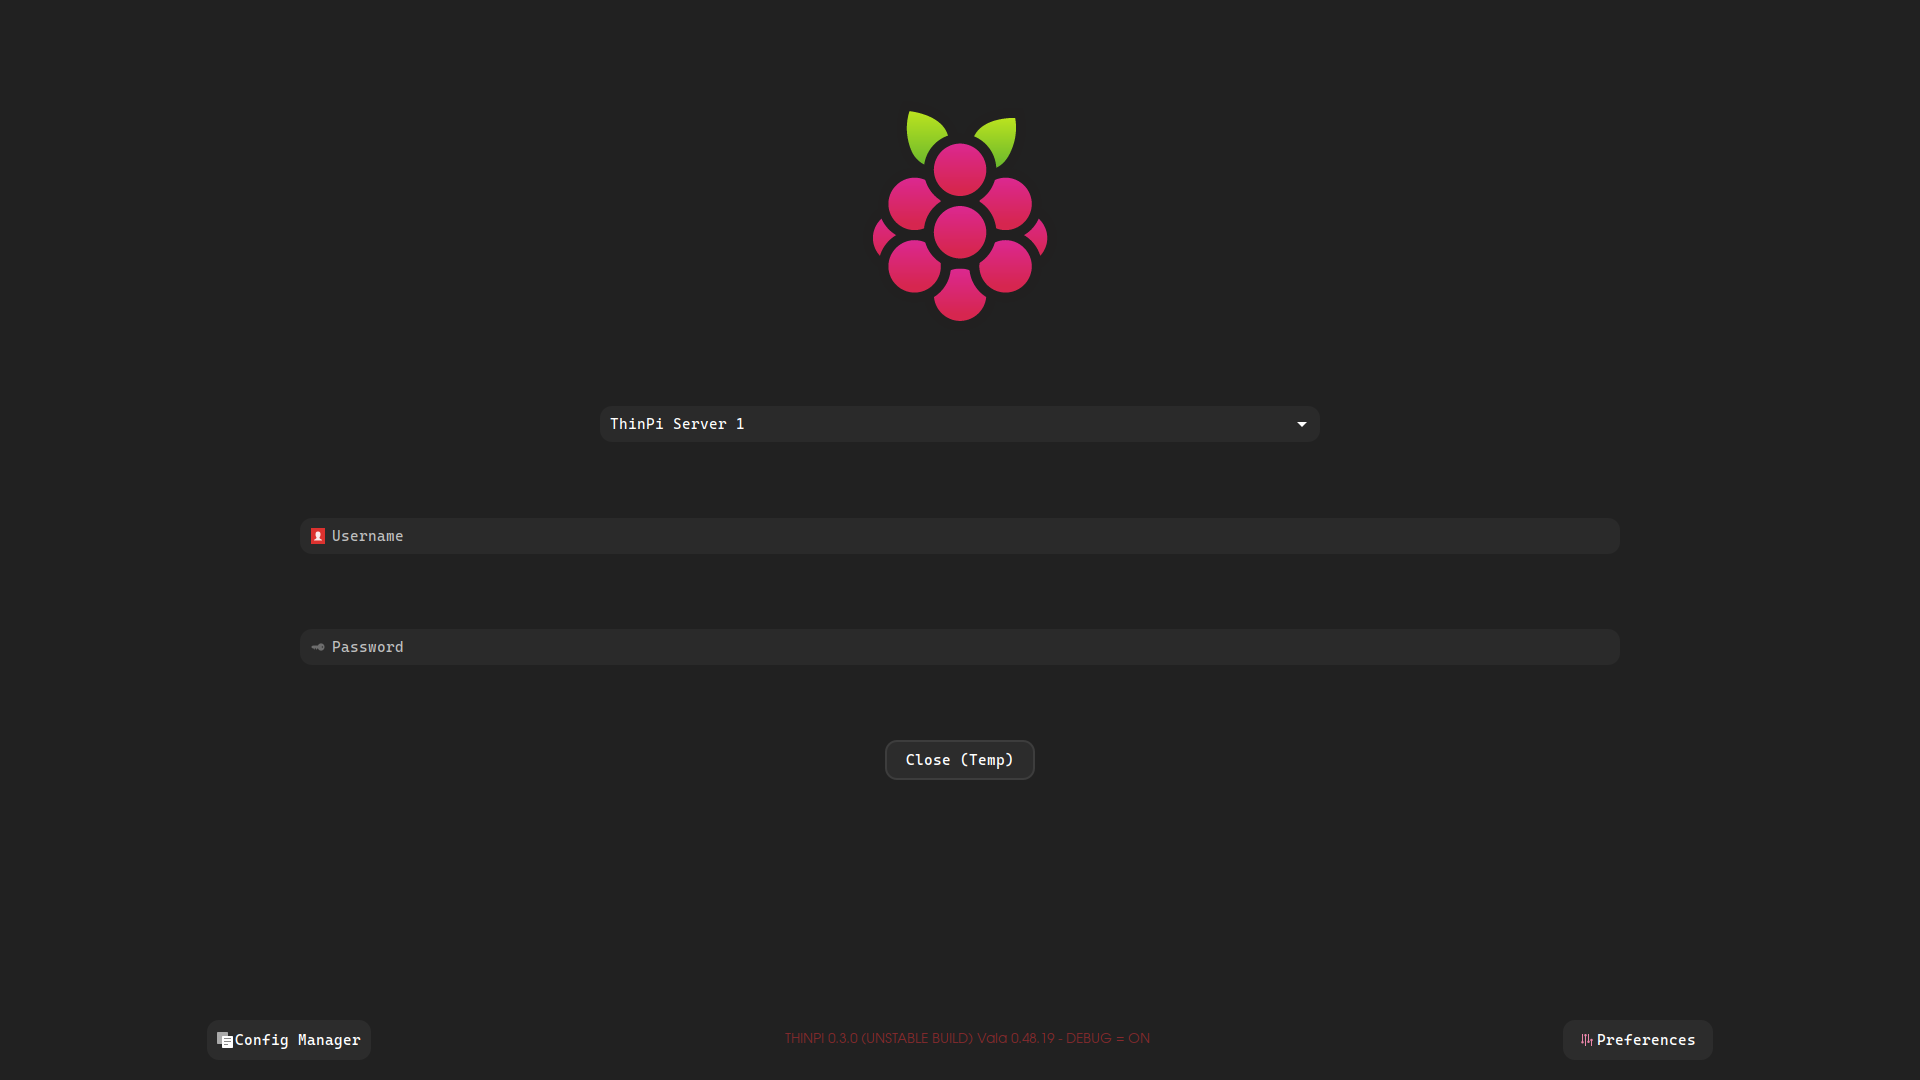 ThinPi Server 1
Username
Password
Close (Temp)
Config Manager
THINPI 0.3.0 (UNSTABLE BUILD) Vala 0.48.19 - DEBUG = ON
Preferences